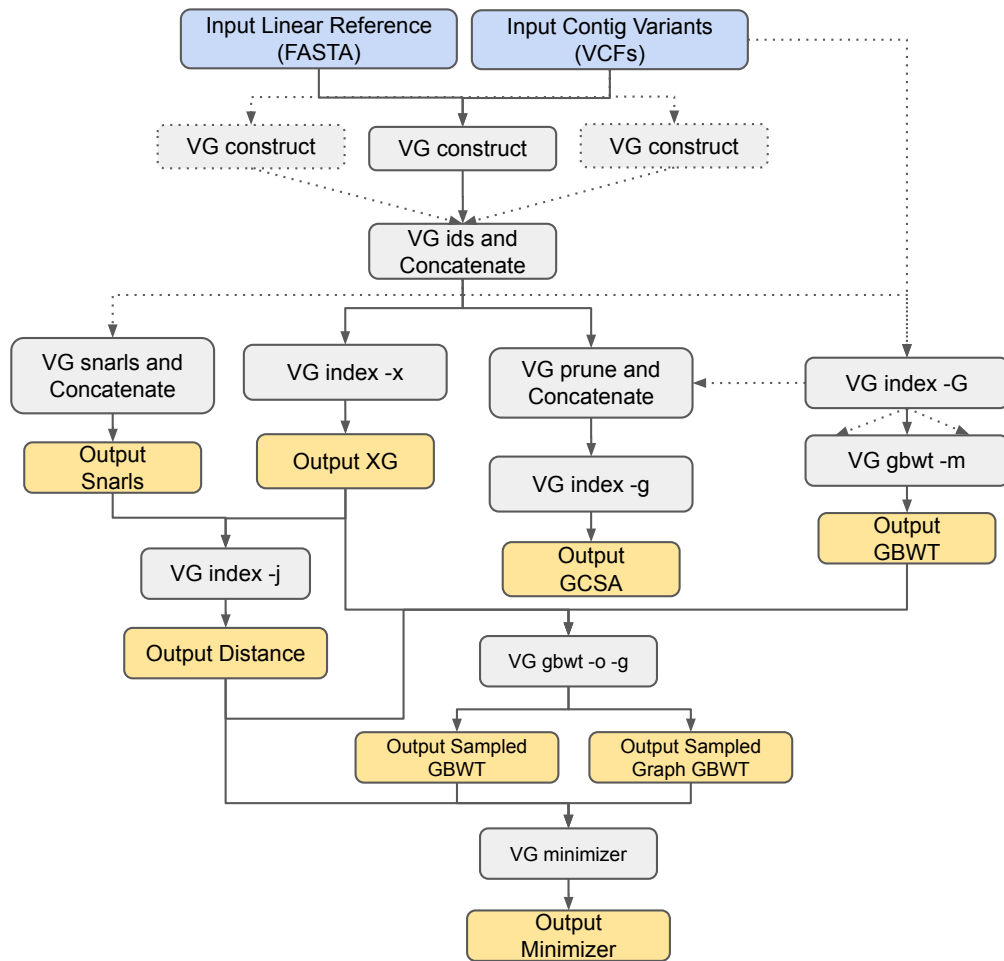 Input Linear Reference
(FASTA)
Input Contig Variants
(VCFs)
VG construct
VG construct
VG construct
VG ids and
Concatenate
VG snarls and
Concatenate
VG index -x
VG prune and
Concatenate
VG index -G
Output
Snarls
Output XG
VG index -g
VG gbwt -m
VG index -j
Output
GCSA
Output
GBWT
Output Distance
VG gbwt -o -g
Output Sampled
GBWT
Output Sampled
Graph GBWT
VG minimizer
Output
Minimizer